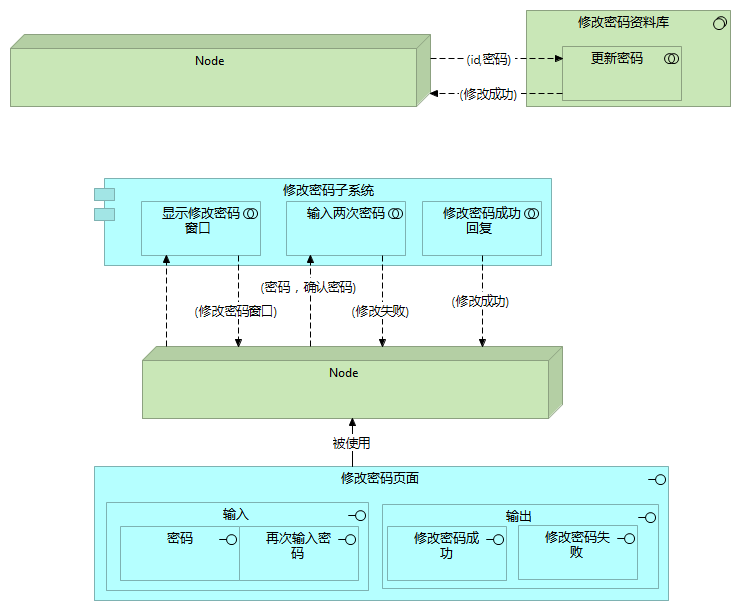 修改密码资料库
Node
(id,密码)
更新密码
(修改成功)
修改密码子系统
显示修改密码
窗口
输入两次密码
修改密码成功
回复
(密码，确认密码)
(修改密码窗口)
(修改失败)
(修改成功)
Node
被使用
修改密码页面
输入
输出
密码
再次输入密
码
修改密码成
功
修改密码失
败